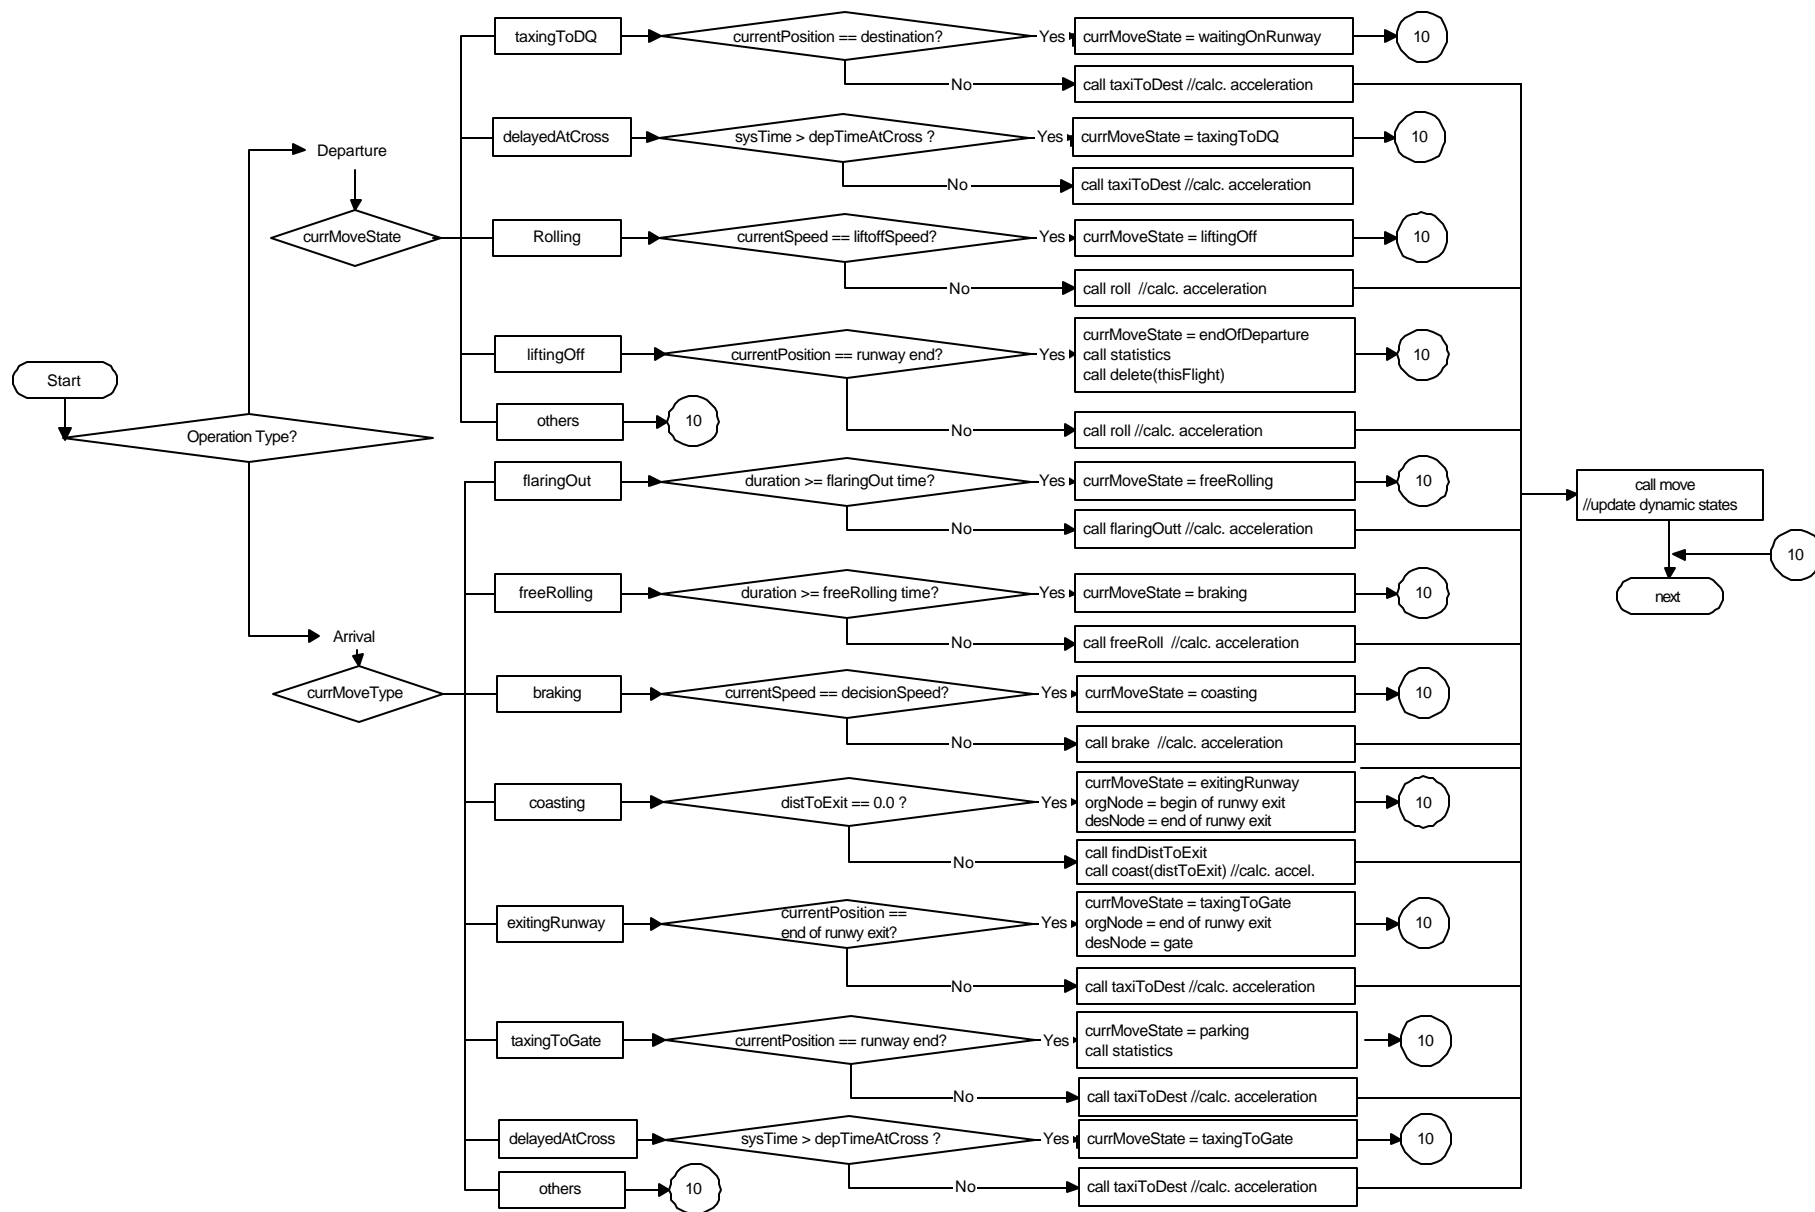 taxingToDQ
currentPosition == destination?
Yes
currMoveState = waitingOnRunway
10
No
call taxiToDest //calc. acceleration
delayedAtCross
sysTime > depTimeAtCross ?
Yes
currMoveState = taxingToDQ
10
Departure
No
call taxiToDest //calc. acceleration
currMoveState
Rolling
currentSpeed == liftoffSpeed?
Yes
currMoveState = liftingOff
10
No
call roll //calc. acceleration
liftingOff
currentPosition == runway end?
Yes
currMoveState = endOfDeparture
call statistics
call delete(thisFlight)
10
Start
others
10
No
call roll //calc. acceleration
Operation Type?
flaringOut
duration >= flaringOut time?
Yes
currMoveState = freeRolling
10
call move
//update dynamic states
No
call flaringOutt //calc. acceleration
10
next
freeRolling
duration >= freeRolling time?
Yes
currMoveState = braking
10
Arrival
No
call freeRoll //calc. acceleration
currMoveType
braking
currentSpeed == decisionSpeed?
Yes
currMoveState = coasting
10
No
call brake //calc. acceleration
coasting
distToExit == 0.0 ?
Yes
currMoveState = exitingRunway
orgNode = begin of runwy exit
desNode = end of runwy exit
10
No
call findDistToExit
call coast(distToExit) //calc. accel.
exitingRunway
currentPosition ==
end of runwy exit?
Yes
currMoveState = taxingToGate
orgNode = end of runwy exit
desNode = gate
10
No
call taxiToDest //calc. acceleration
taxingToGate
currentPosition == runway end?
Yes
currMoveState = parking
call statistics
10
No
call taxiToDest //calc. acceleration
delayedAtCross
sysTime > depTimeAtCross ?
Yes
currMoveState = taxingToGate
10
others
10
No
call taxiToDest //calc. acceleration